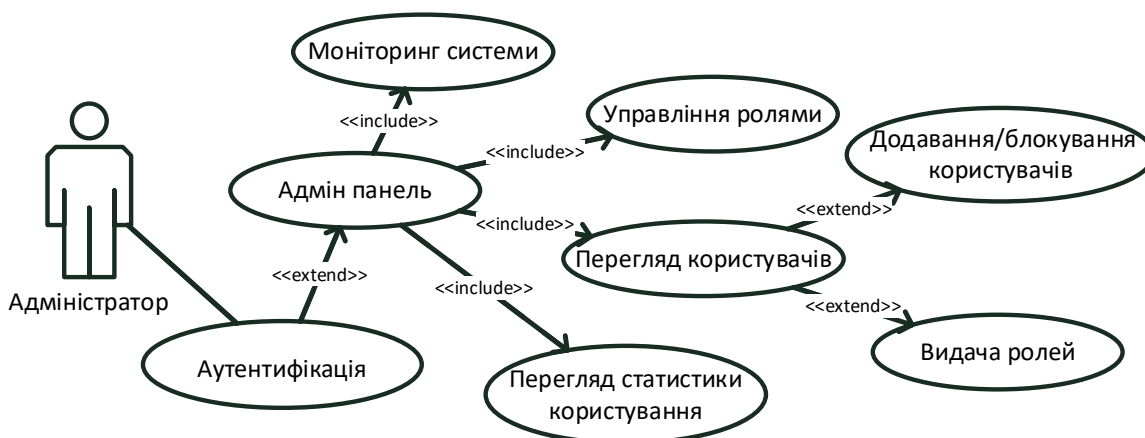 Моніторинг системи
<<include>>
Управління ролями
<<include>>
Додавання/блокування
користувачів
Адмін панель
<<include>>
<<extend>>
Перегляд користувачів
<<extend>>
<<include>>
Адміністратор
<<extend>>
Аутентифікація
Перегляд статистики
користування
Видача ролей